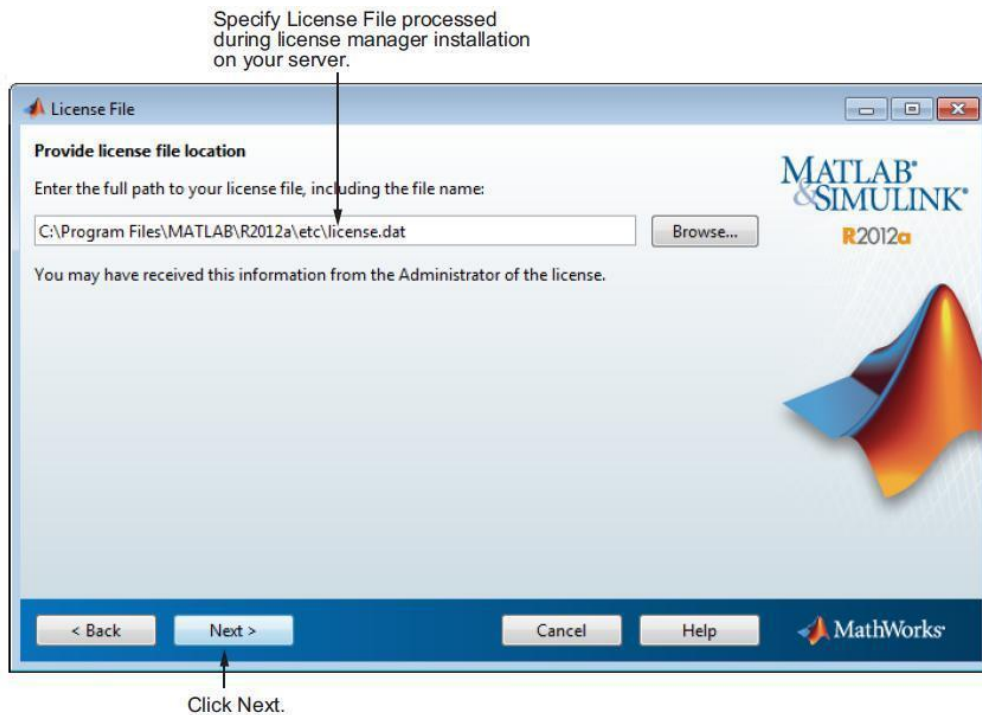 Specify License File processed
during license manager installation
on your server.
License File
Provide license file location
Enter the full path to your license file, including the file name:
C:\Program Files\MATLAB\R2012a\etc\license.dat
Browse...
You may have received this information from the Administrator of the license.
MATLAB®
&SIMULINK®
R2012a
< Back
Next >
Cancel
Help
MathWorks®
Click Next.